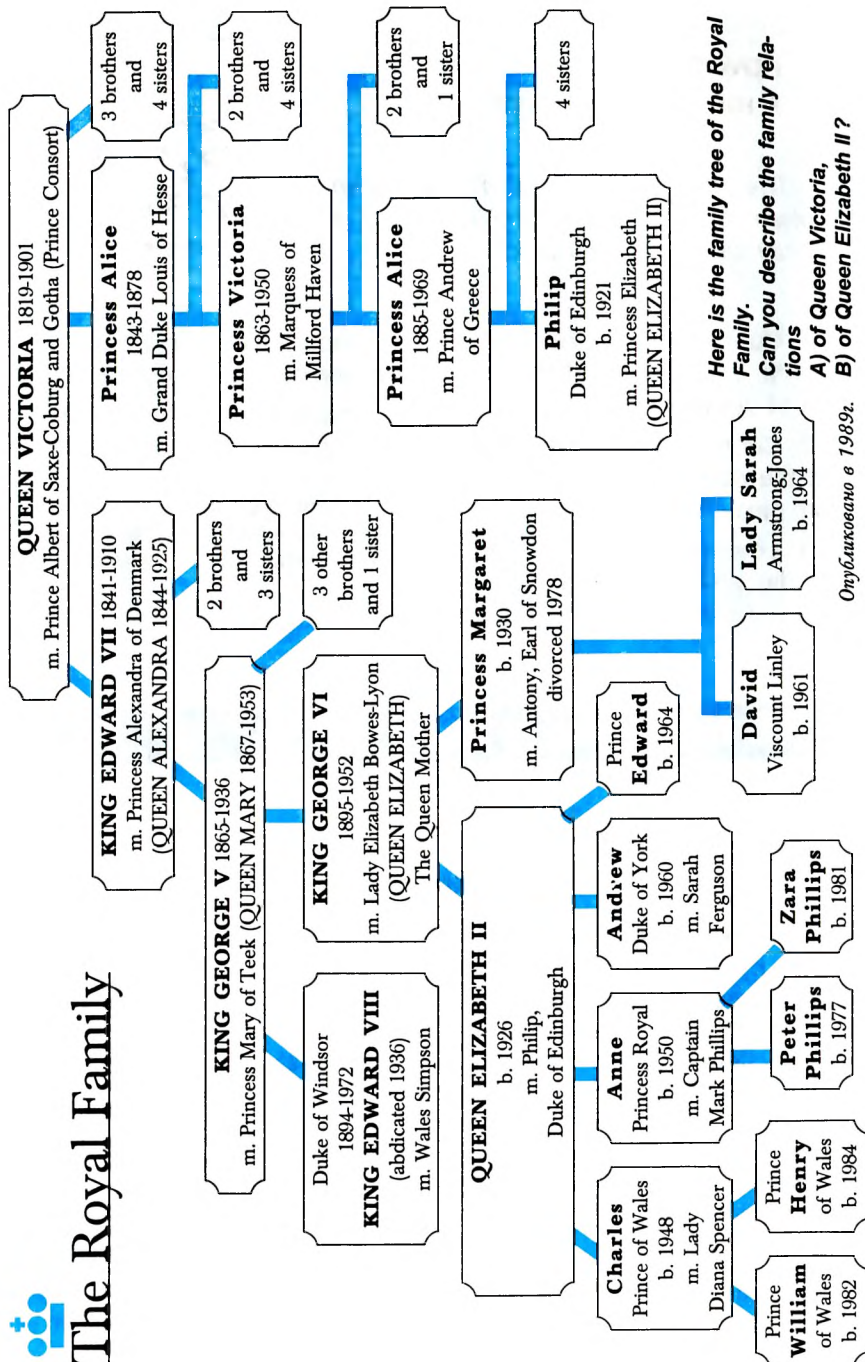 The Royal Family
QUEEN VICTORIA 1819-1901
m. Prince Albert of Saxe-Coburg and Gotha (Prince Consort)
KING EDWARD VII 1841-1910
m. Princess Alexandra of Denmark
(QUEEN ALEXANDRA 1844-1925)
Princess Alice
1843-1878
m. Grand Duke Louis of Hesse
3 brothers
and
4 sisters
KING GEORGE V 1865-1936
m. Princess Mary of Teek (QUEEN MARY 1867-1953)
2 brothers
and
3 sisters
Princess Victoria
1863-1950
m. Marquess of
Millford Haven
2 brothers
and
4 sisters
Duke of Windsor
1894-1972
KING EDWARD VIII
(abdicated 1936)
m. Wales Simpson
KING GEORGE VI
1895-1952
m. Lady Elizabeth Bowes-Lyon
(QUEEN ELIZABETH)
The Queen Mother
3 other
brothers
and 1 sister
Princess Alice
1885-1969
m. Prince Andrew
of Greece
2 brothers
and
1 sister
QUEEN ELIZABETH II
b. 1926
m. Philip,
Duke of Edinburgh
Princess Margaret
b. 1930
m. Antony, Earl of Snowdon
divorced 1978
Philip
Duke of Edinburgh
b. 1921
m. Princess Elizabeth
(QUEEN ELIZABETH II)
4 sisters
Charles
Prince of Wales
b. 1948
m. Lady
Diana Spencer
Anne
Princess Royal
b. 1950
m. Captain
Mark Phillips
Andrew
Duke of York
b. 1960
m. Sarah
Ferguson
Prince
Edward
b. 1964
David
Viscount Linley
b. 1961
Lady Sarah
Armstrong-Jones
b. 1964
Prince
William
of Wales
b. 1982
Prince
Henry
of Wales
b. 1984
Peter
Phillips
b. 1977
Zara
Phillips
b. 1981
Here is the family tree of the Royal
Family.
Can you describe the family rela-
tions
A) of Queen Victoria,
B) of Queen Elizabeth II ?
Опубликовано в 1989г.